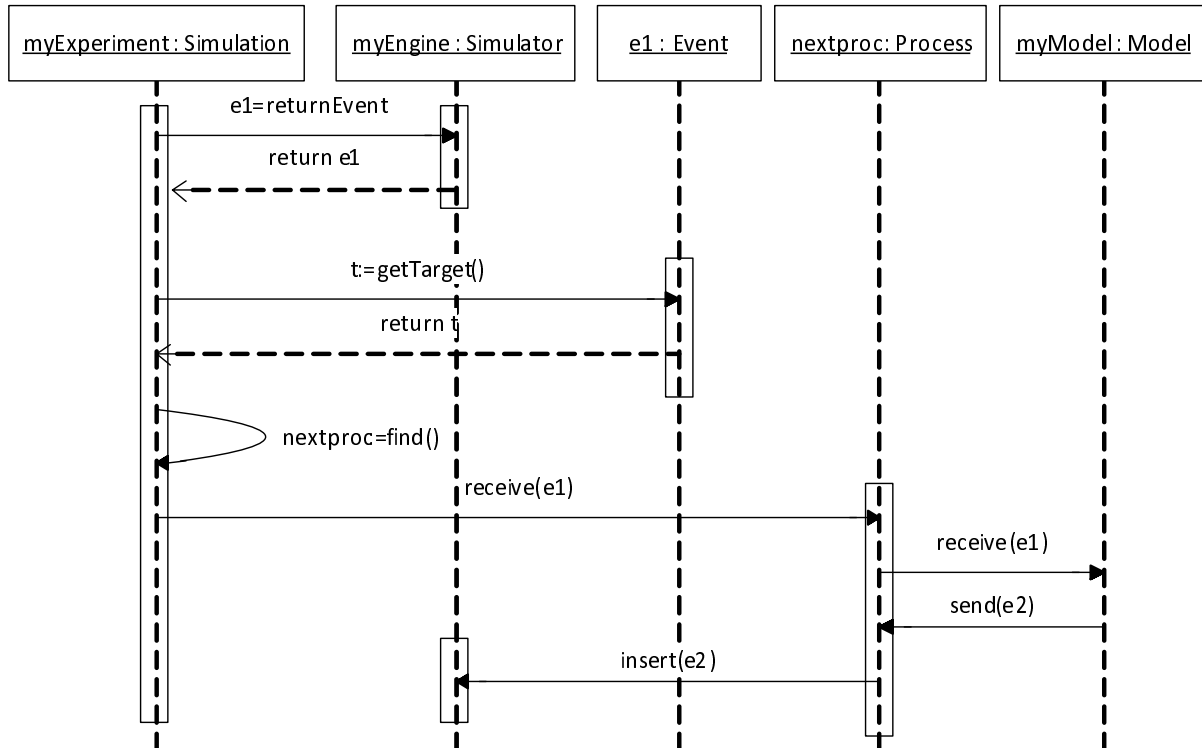 myExperiment : Simulation
myEngine : Simulator
e1 : Event
nextproc: Process
myModel : Model
e1=returnEvent
return e1
t:=getTarget()
return t
nextproc=find()
receive(e1)
receive(e1)
send(e2)
insert(e2)